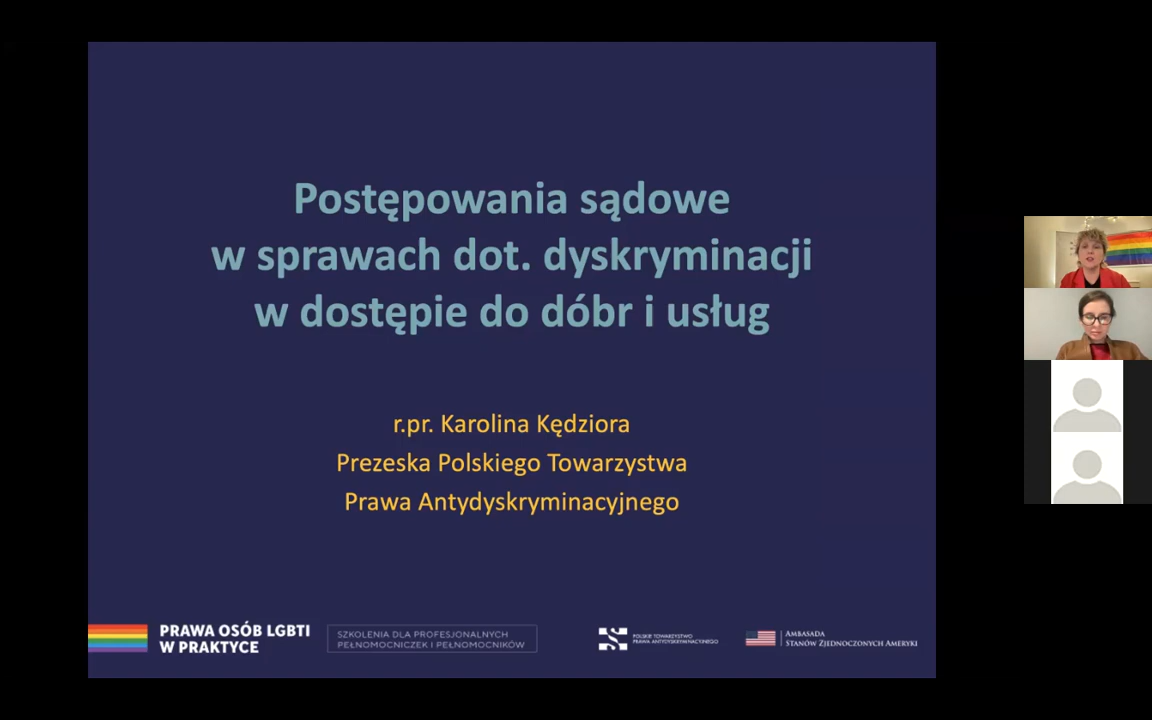 Postępowania sądowe
w sprawach dot. dyskryminacji
w dostępie do dóbr i usług
r.pr. Karolina Kędziora
Prezeska Polskiego Towarzystwa
Prawa Antydyskryminacyjnego
PRAWA OSÓB LGBTI
W PRAKTYCE
SZKOLENIA DLA PROFESJONALNYCH
PEŁNOMOCNICZEK I PEŁNOMOCNIKÓW
POLSKIE TOWARZYSTWO
PRAWA ANTYDYSKRYMINACYJNEGO
AMBASADA
STANÓW ZJEDNOCZONYCH AMERYKI